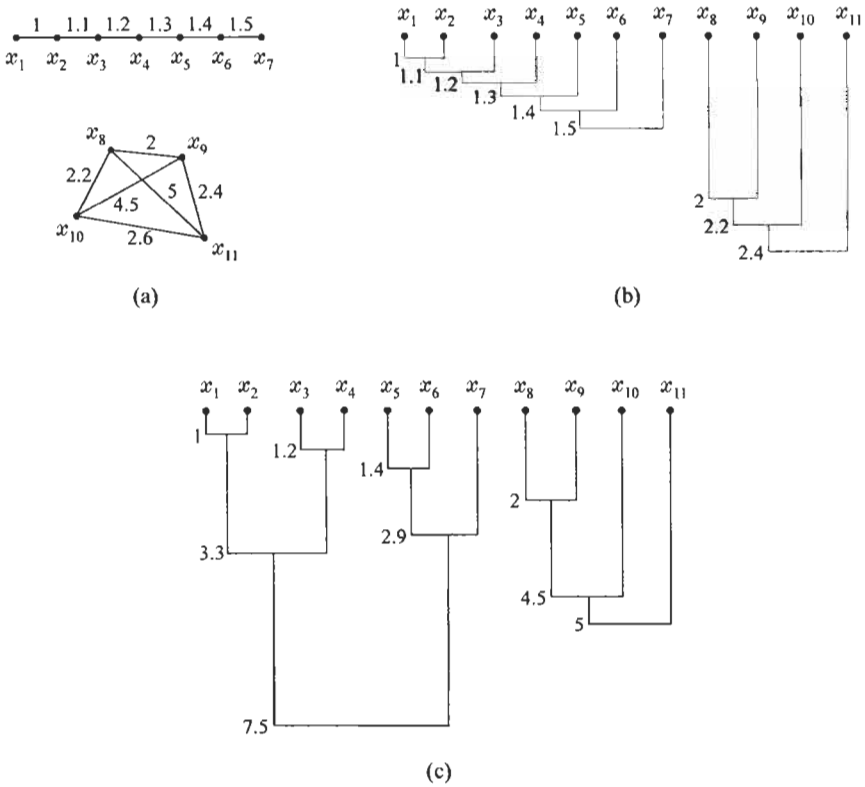 1 1.1 1.2 1.3 1.4 1.5
x₁ x₂ x₃ x₄ x₅ x₆ x₇
x₈ 2 x₉
2.2 4.5 5 2.4
x₁₀ 2.6 x₁₁
(a)
x₁ x₂ x₃ x₄ x₅ x₆ x₇ x₈ x₉ x₁₀ x₁₁
1
1.1
1.2
1.3
1.4
1.5
2
2.2
2.4
(b)
x₁ x₂ x₃ x₄ x₅ x₆ x₇ x₈ x₉ x₁₀ x₁₁
1
1.2
1.4
2
2.9
3.3
4.5
5
7.5
(c)